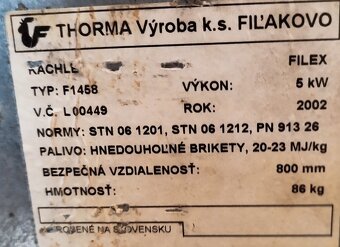 THORMA Výroba k.s. FIĽAKOVO
KACHLE FILEX
TYP: F1458 VÝKON: 5 kW
V.Č. L00449 ROK: 2002
NORMY: STN 06 1201, STN 06 1212, PN 913 26
PALIVO: HNEDOUHOĽNÉ BRIKETY, 20-23 MJ/kg
BEZPEČNÁ VZDIALENOSŤ: 800 mm
HMOTNOSŤ: 86 kg
VYROBENÉ NA SLOVENSKU